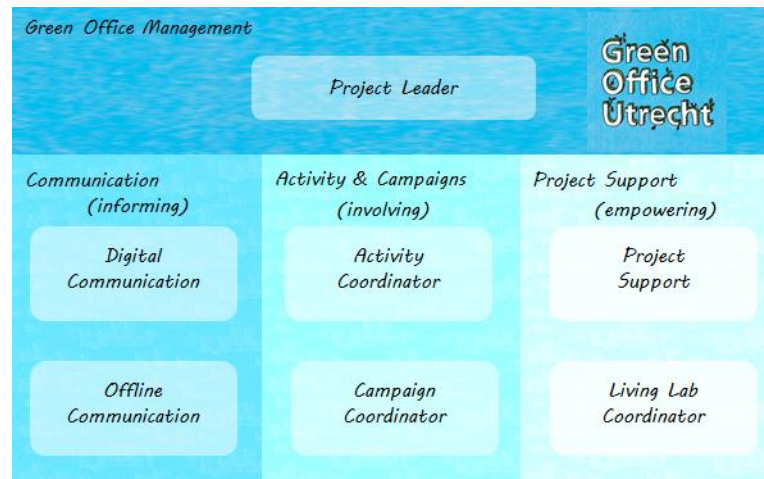 Green Office Management
Project Leader
Green
Office
Utrecht
Communication
(informing)
Digital
Communication
Offline
Communication
Activity & Campaigns
(involving)
Activity
Coordinator
Campaign
Coordinator
Project Support
(empowering)
Project
Support
Living Lab
Coordinator